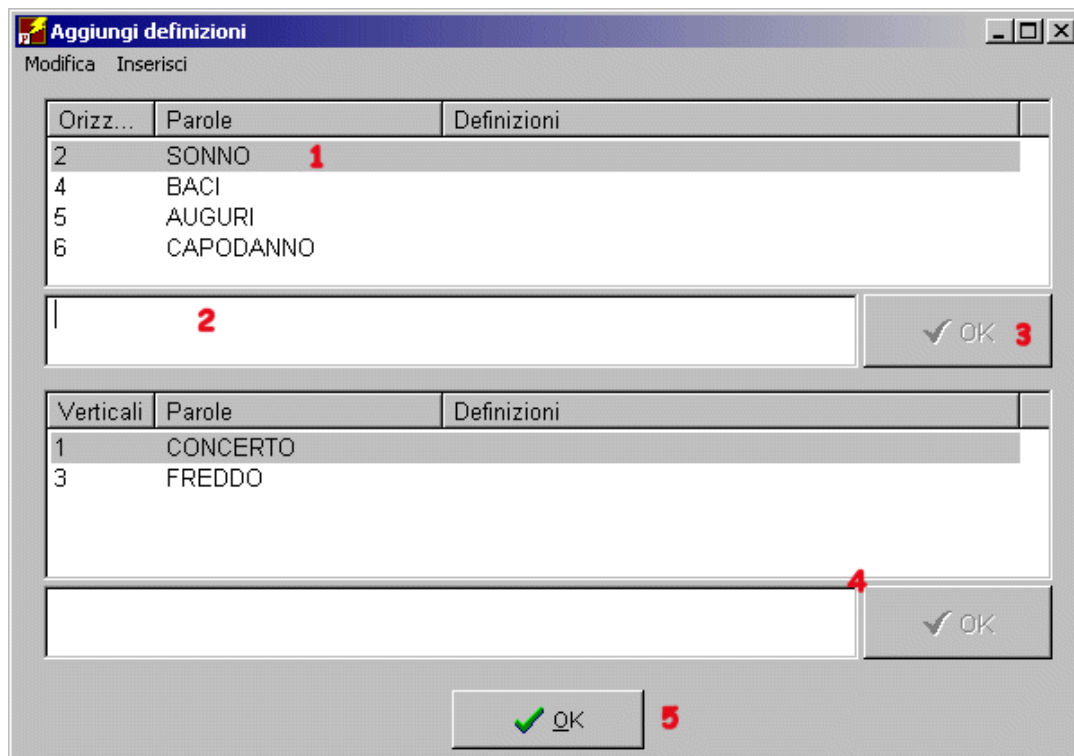 Aggiungi definizioni
Modifica Inserisci
Orizz... Parole Definizioni
2 SONNO 1
4 BACI
5 AUGURI
6 CAPODANNO
2
OK 3
Verticali Parole Definizioni
1 CONCERTO
3 FREDDO
4
OK
OK 5